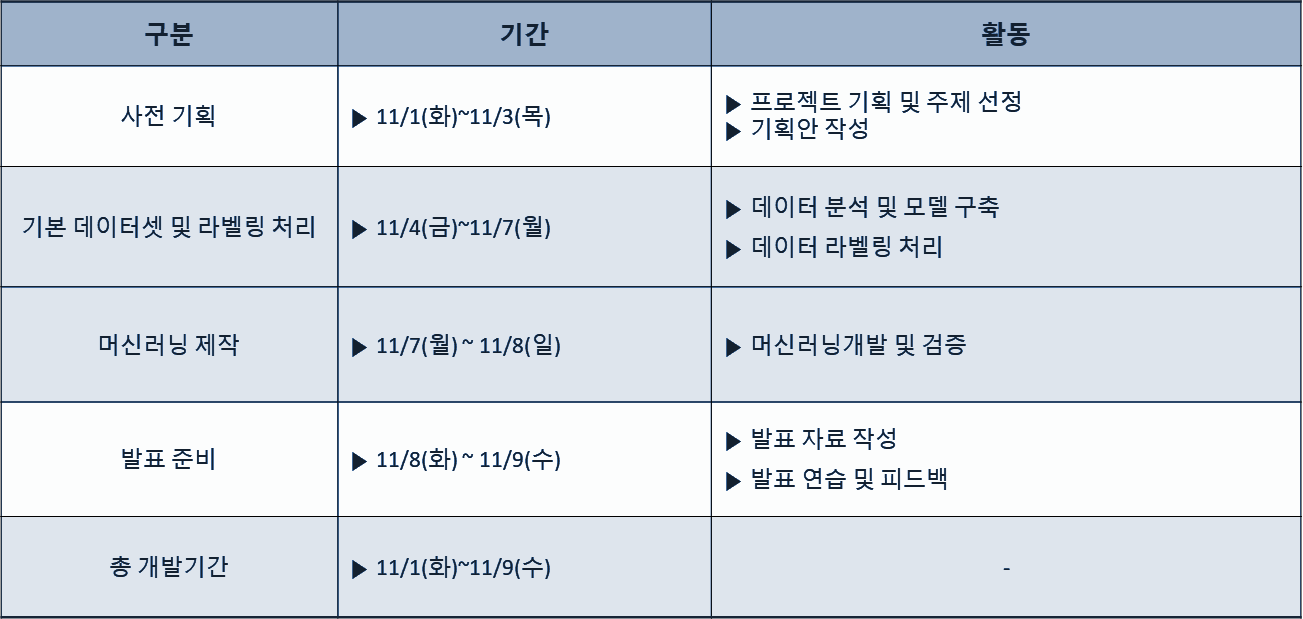 구분 기간 활동
사전 기획 ▶ 11/1(화)~11/3(목) ▶ 프로젝트 기획 및 주제 선정
▶ 기획안 작성
기본 데이터셋 및 라벨링 처리 ▶ 11/4(금)~11/7(월) ▶ 데이터 분석 및 모델 구축
▶ 데이터 라벨링 처리
머신러닝 제작 ▶ 11/7(월) ~ 11/8(일) ▶ 머신러닝개발 및 검증
발표 준비 ▶ 11/8(화) ~ 11/9(수) ▶ 발표 자료 작성
▶ 발표 연습 및 피드백
총 개발기간 ▶ 11/1(화)~11/9(수) -